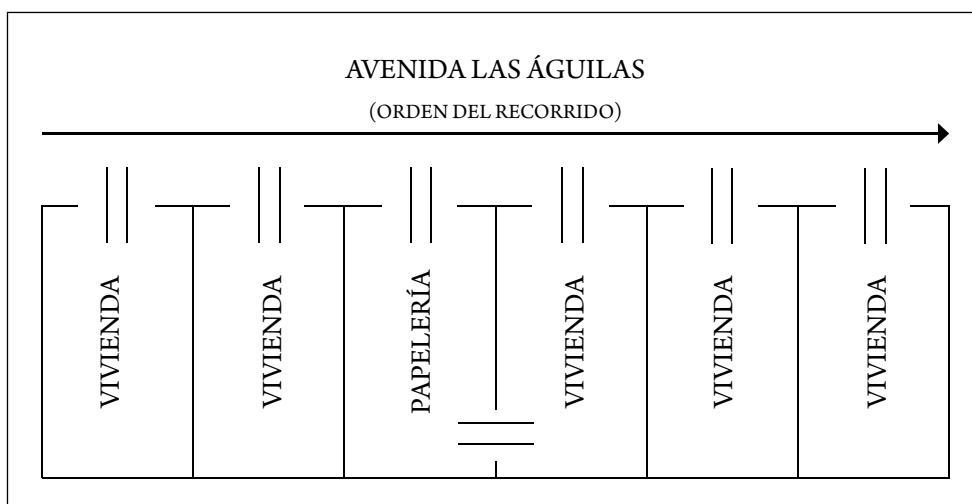 AVENIDA LAS ÁGUILAS
(ORDEN DEL RECORRIDO)
VIVIENDA
VIVIENDA
PAPELERÍA
VIVIENDA
VIVIENDA
VIVIENDA